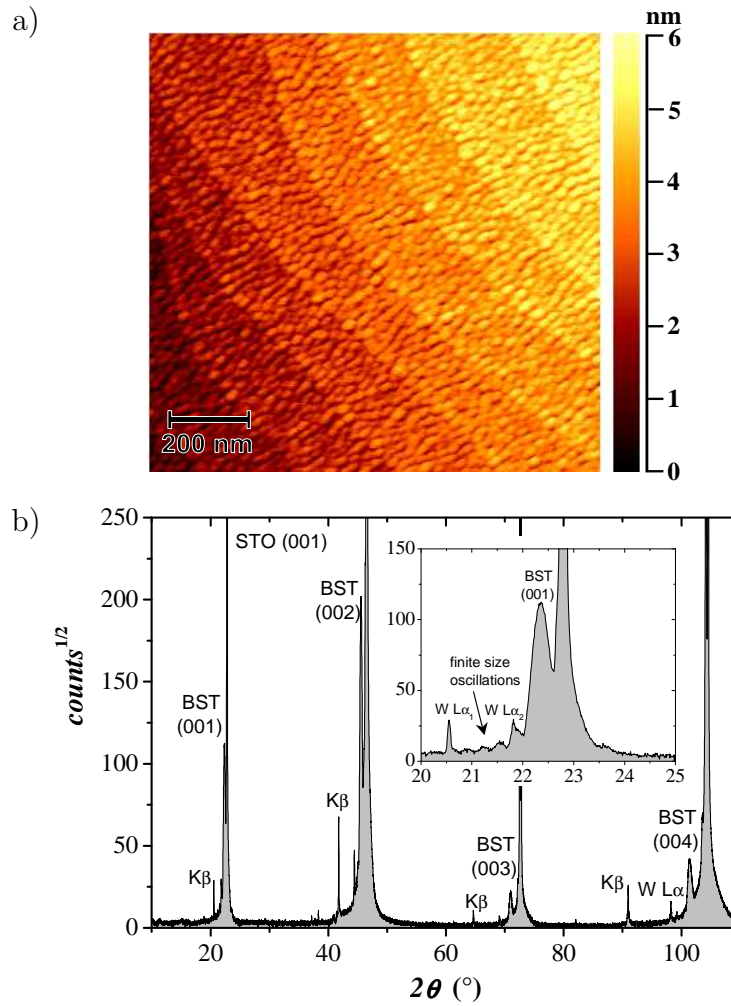 a)
nm
6
5
4
3
2
1
0
200 nm
b)
250
200
150
100
50
0
counts^{1/2}
STO (001)
BST
(001)
BST
(002)
Kβ
Kβ
BST
(003)
Kβ
Kβ
W Lα
BST
(004)
150
100
50
0
BST
(001)
finite size
oscillations
W Lα₁
W Lα₂
20 21 22 23 24 25
20 40 60 80 100
2θ (°)